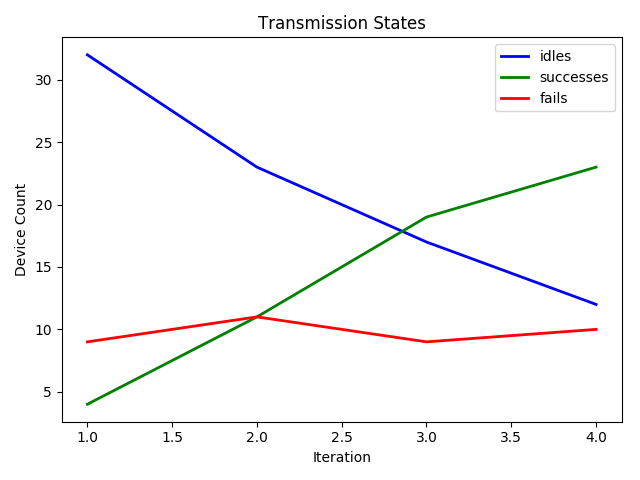 Transmission States
idles
successes
fails
Device Count
30
25
20
15
10
5
1.0 1.5 2.0 2.5 3.0 3.5 4.0
Iteration